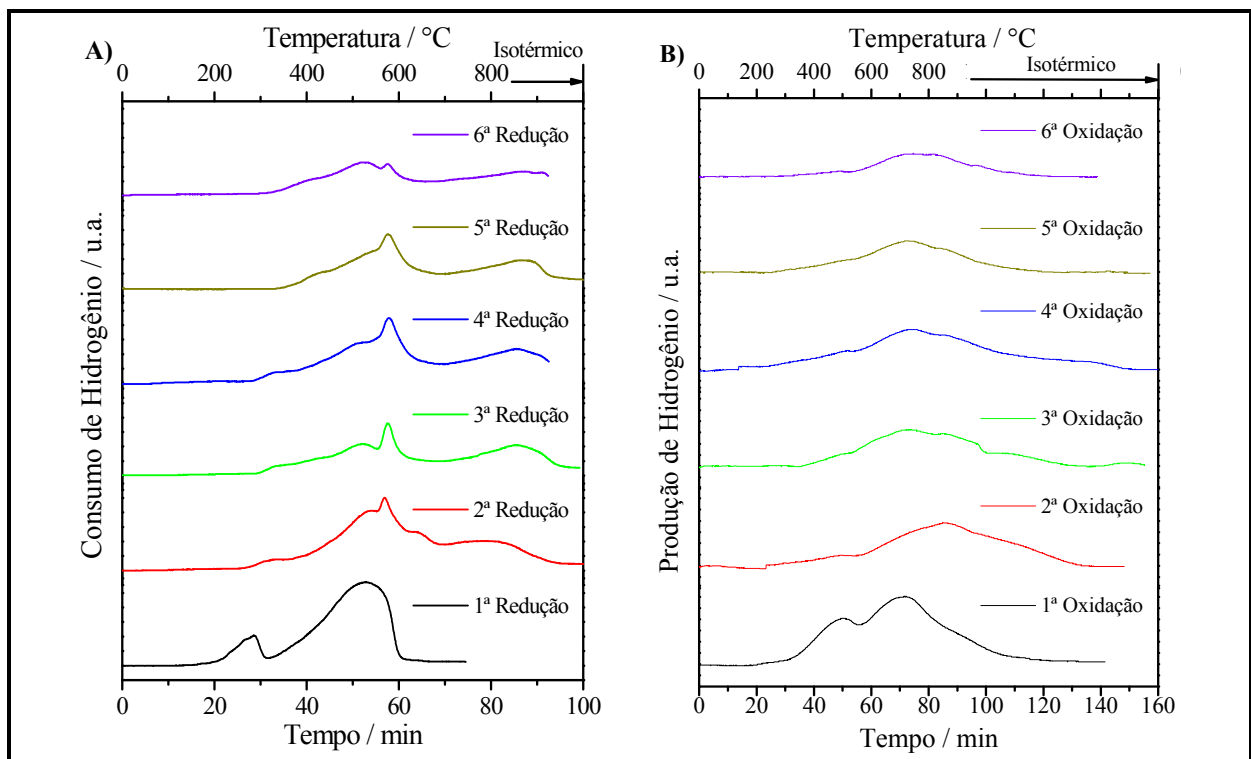 A)
Temperatura / °C
Isotérmico
0 200 400 600 800
6ª Redução
5ª Redução
4ª Redução
3ª Redução
2ª Redução
1ª Redução
Consumo de Hidrogênio / u.a.
0 20 40 60 80 100
Tempo / min
B)
Temperatura / °C
Isotérmico
0 200 400 600 800
6ª Oxidação
5ª Oxidação
4ª Oxidação
3ª Oxidação
2ª Oxidação
1ª Oxidação
Produção de Hidrogênio / u.a.
0 20 40 60 80 100 120 140 160
Tempo / min